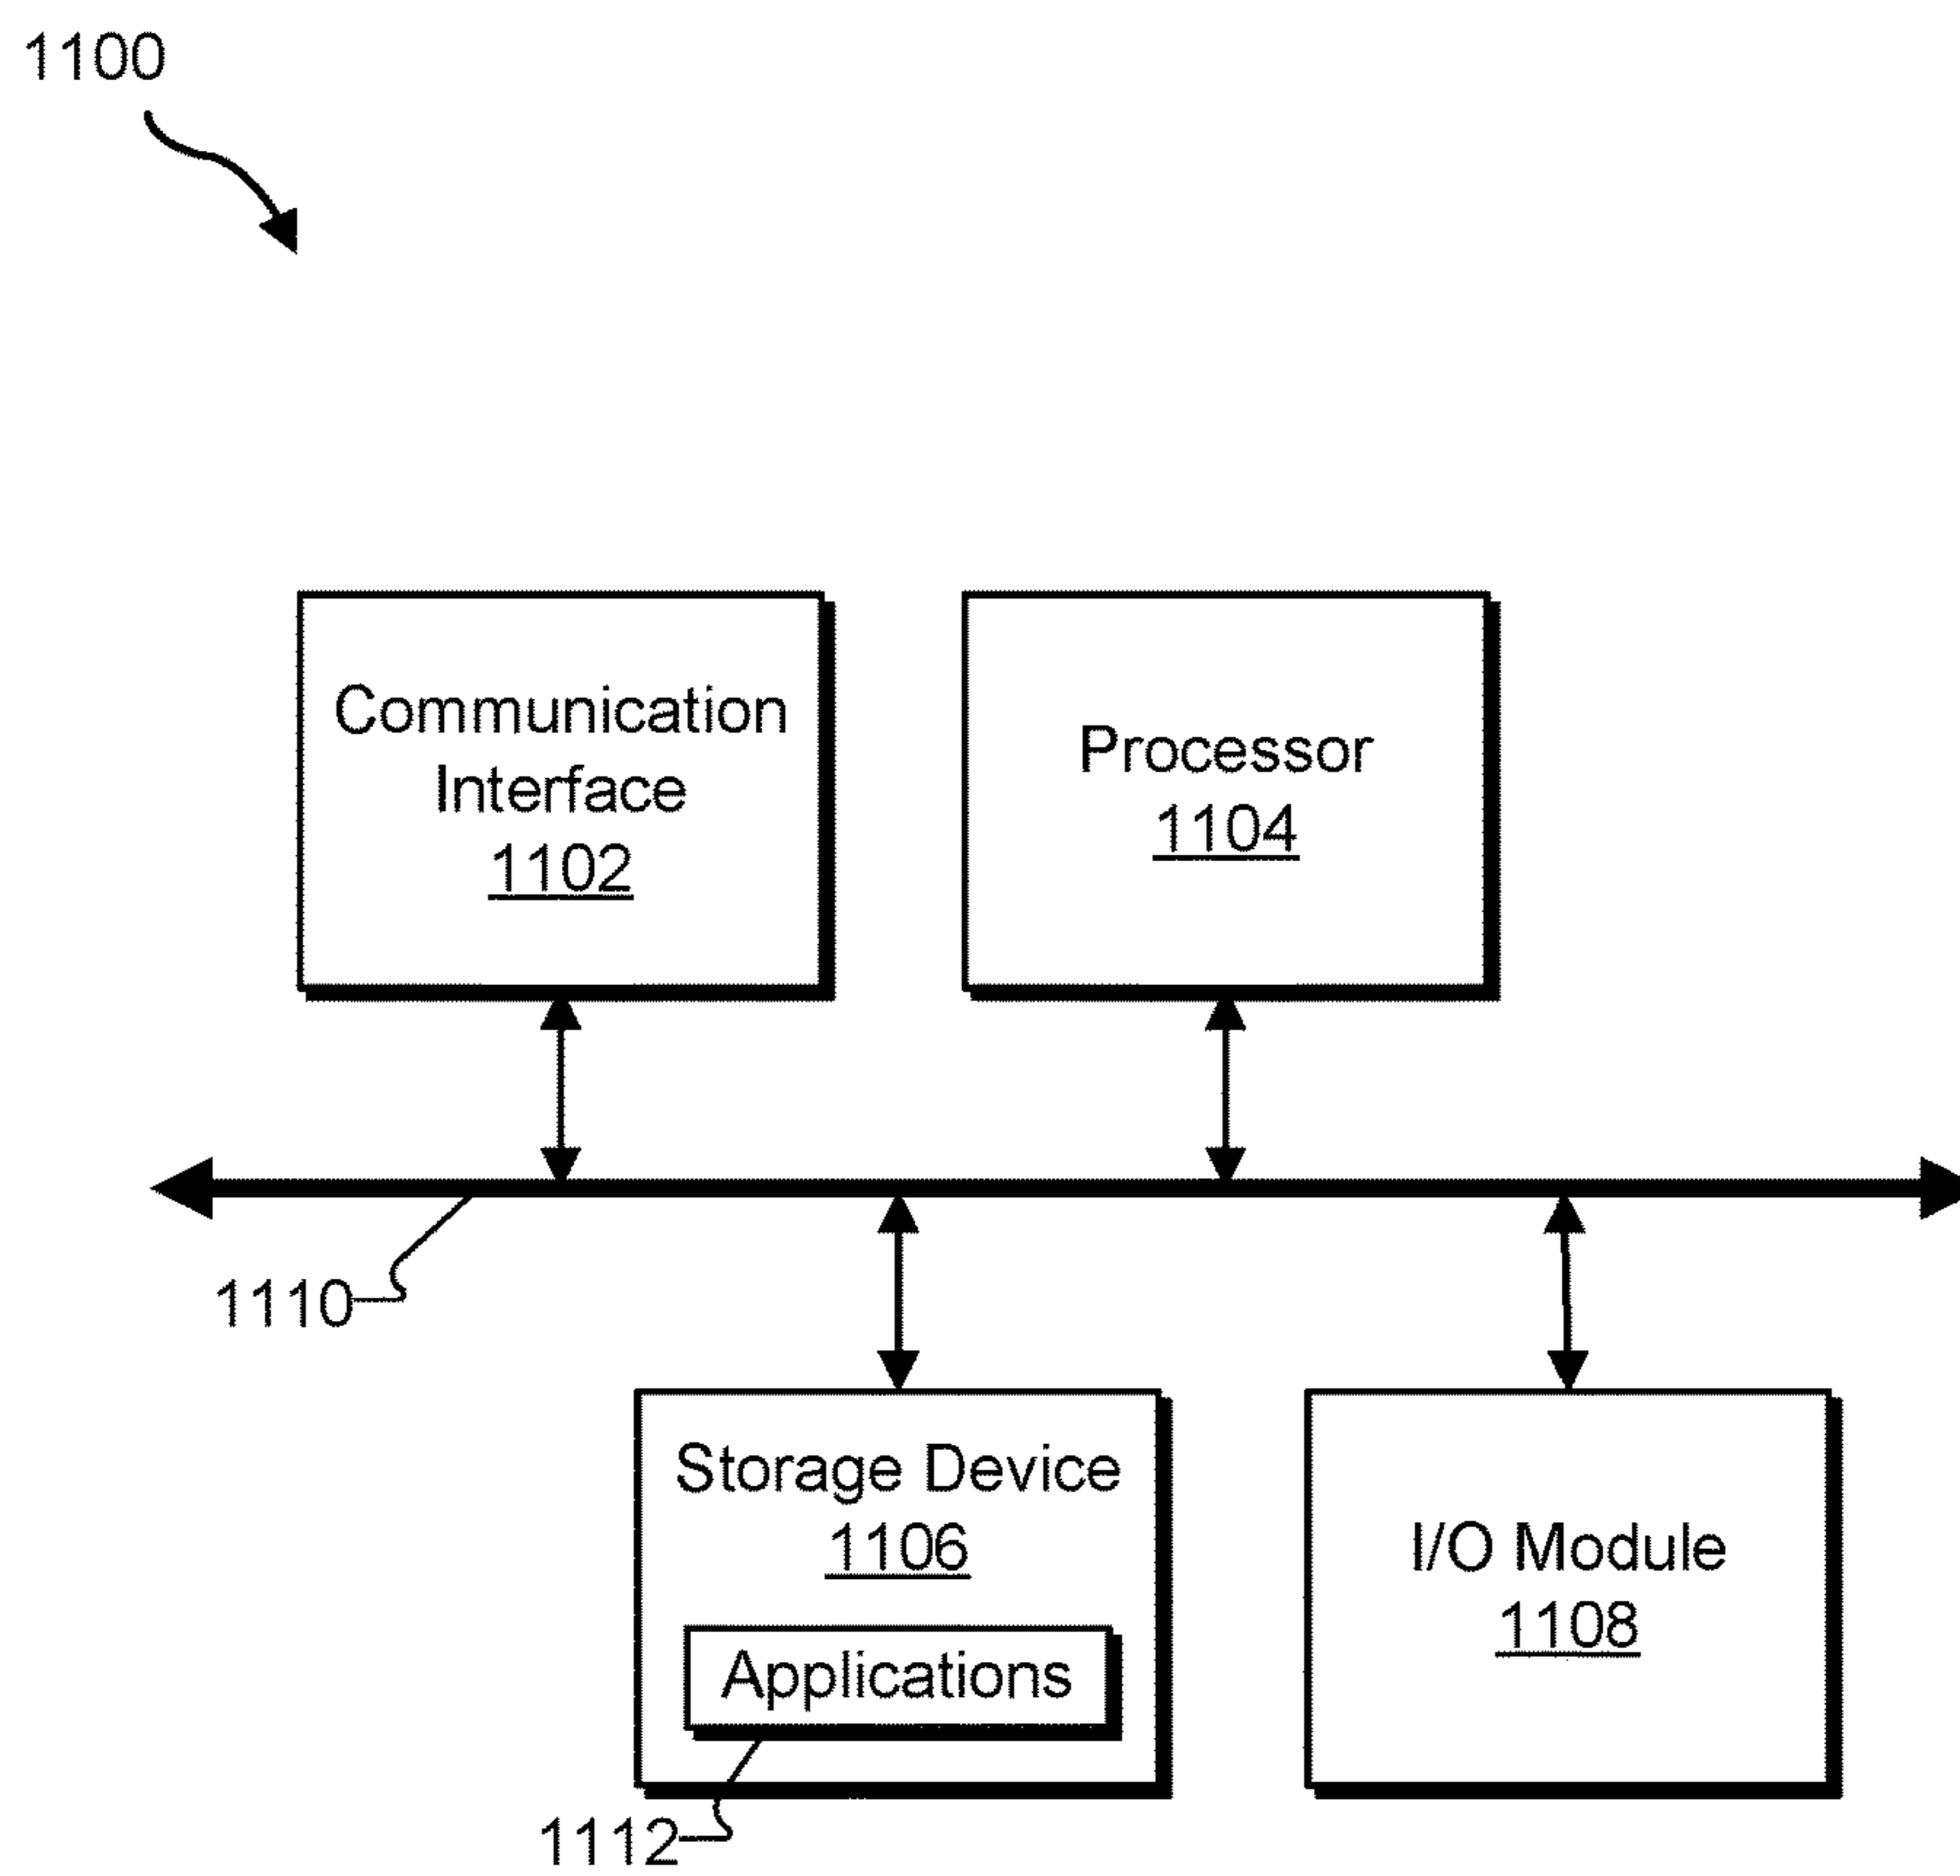 1100
Communication
Interface
1102
Processor
1104
1110
Storage Device
1106
Applications
1112
I/O Module
1108